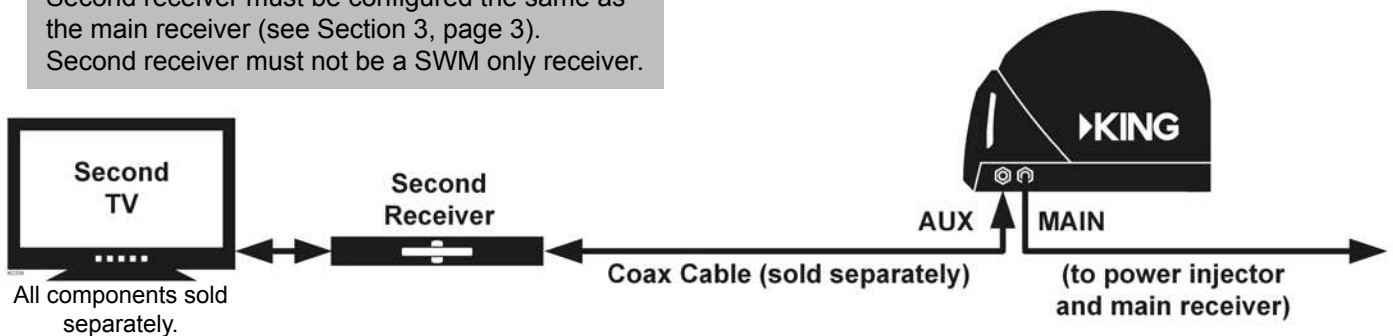 Second receiver must be configured the same as
the main receiver (see Section 3, page 3).
Second receiver must not be a SWM only receiver.
KING
Second
TV
Second
Receiver
AUX
MAIN
Coax Cable (sold separately)
(to power injector
and main receiver)
All components sold
separately.